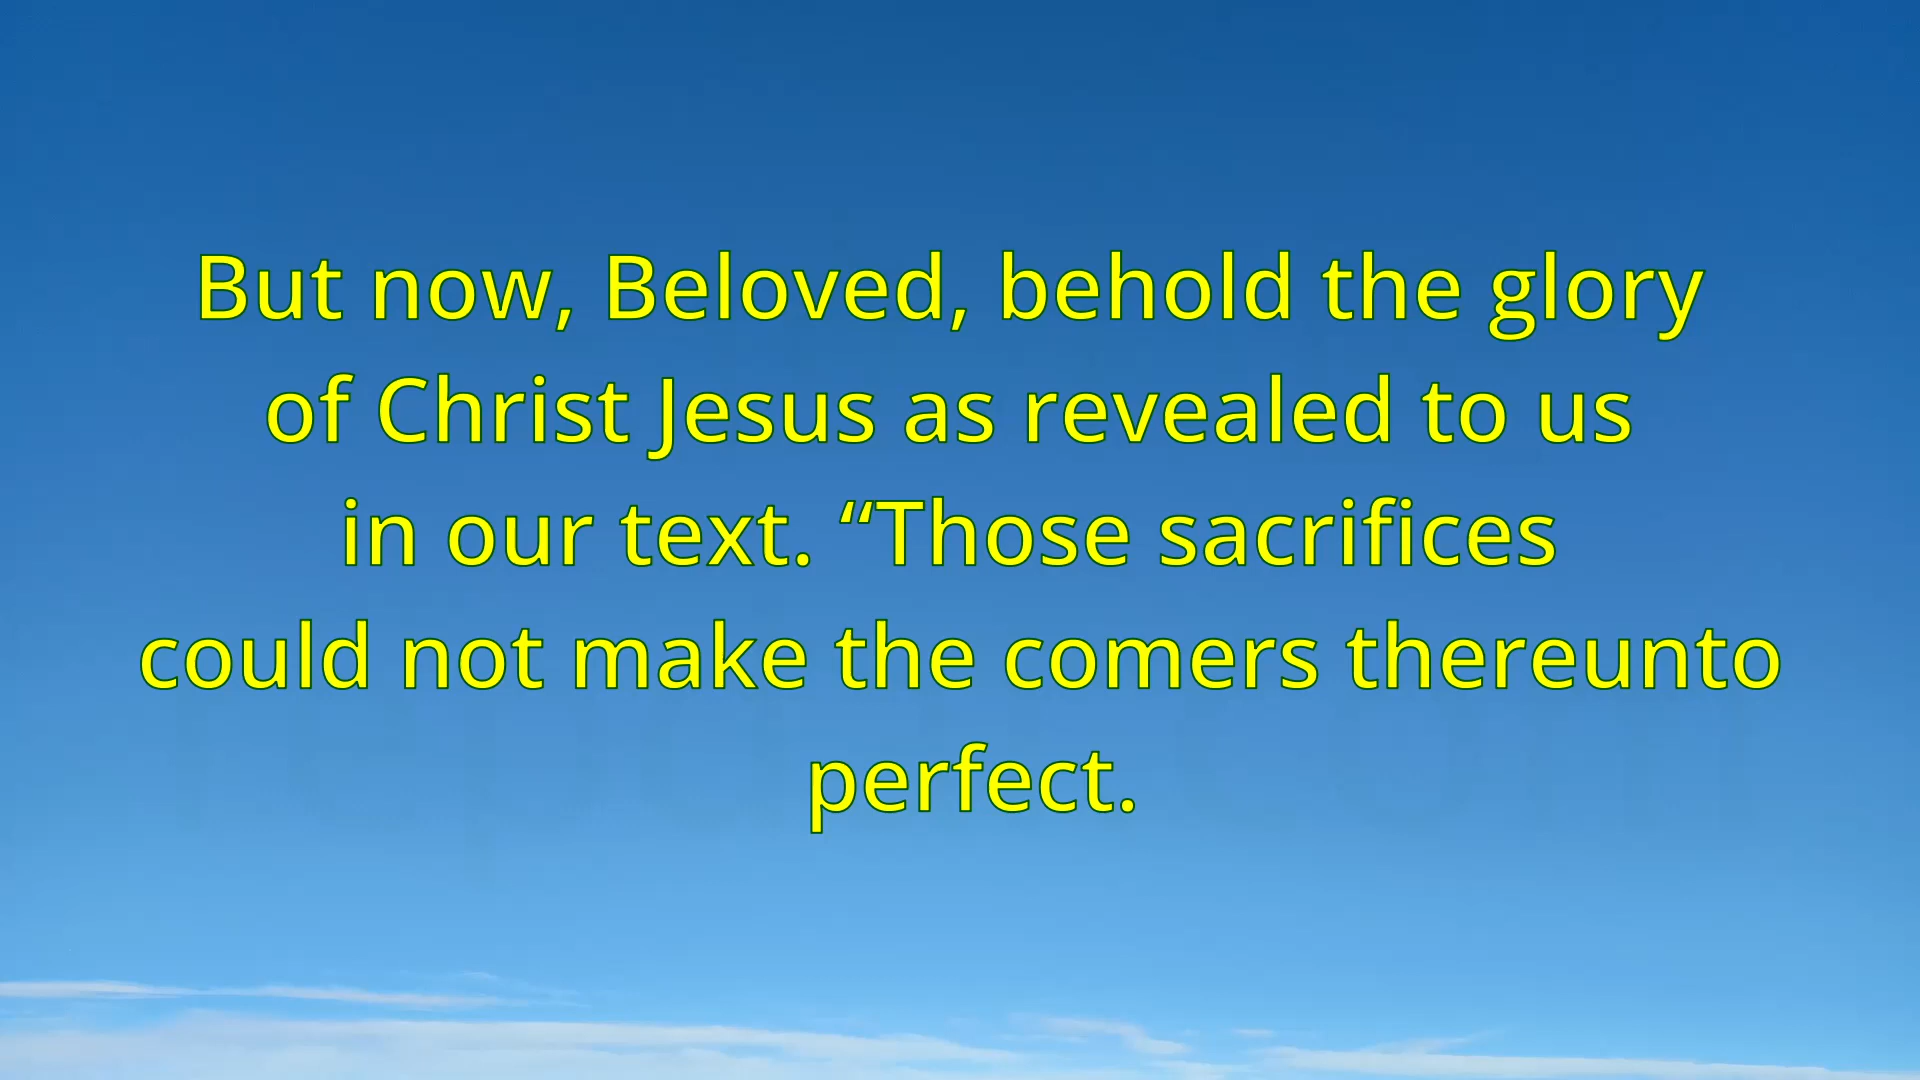 But now, Beloved, behold the glory
of Christ Jesus as revealed to us
in our text. “Those sacrifices
could not make the comers thereunto
perfect.